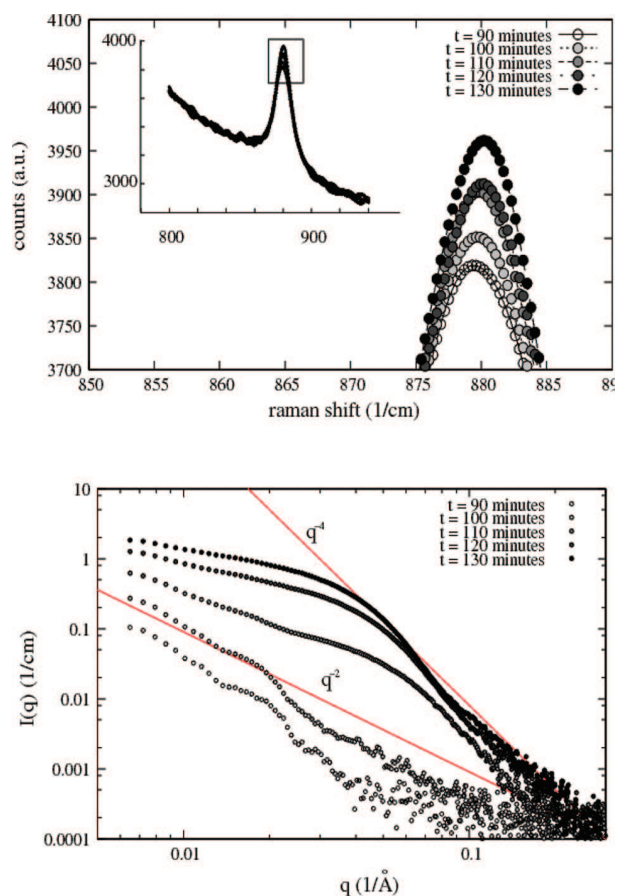 4100
4050
4000
3950
3900
3850
3800
3750
3700
counts (a.u.)
4000
3000
800 900
t = 90 minutes
t = 100 minutes
t = 110 minutes
t = 120 minutes
t = 130 minutes
850 855 860 865 870 875 880 885 89
raman shift (1/cm)
10
1
0.1
0.01
0.001
0.0001
I(q) (1/cm)
q⁻⁴
q⁻²
t = 90 minutes
t = 100 minutes
t = 110 minutes
t = 120 minutes
t = 130 minutes
0.01 0.1
q (1/Å)